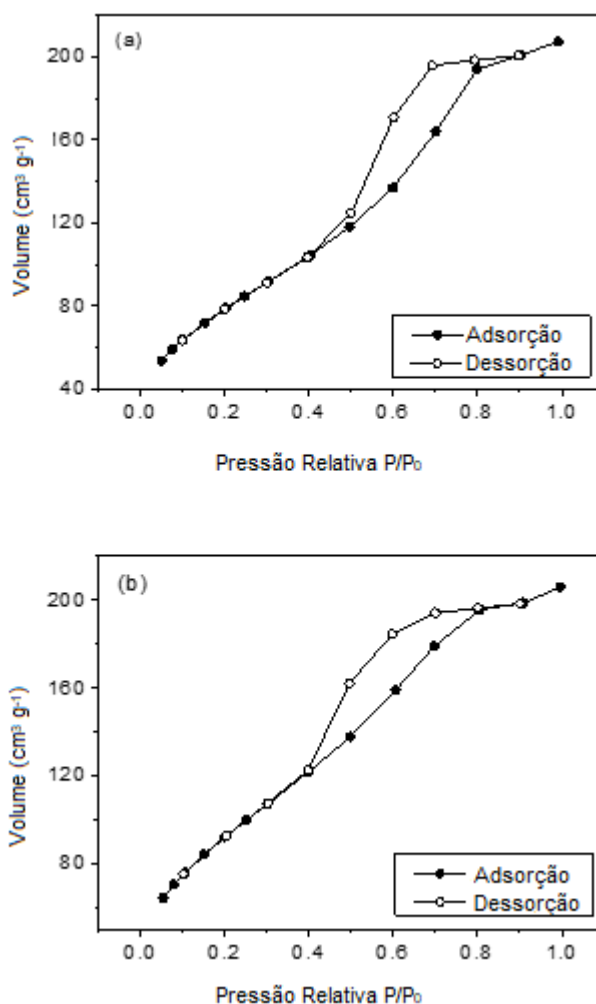 (a)
200
160
120
80
40
Volume (cm³ g⁻¹)
Adsorção
Dessorção
0.0 0.2 0.4 0.6 0.8 1.0
Pressão Relativa P/P₀
(b)
200
160
120
80
Volume (cm³ g⁻¹)
Adsorção
Dessorção
0.0 0.2 0.4 0.6 0.8 1.0
Pressão Relativa P/P₀